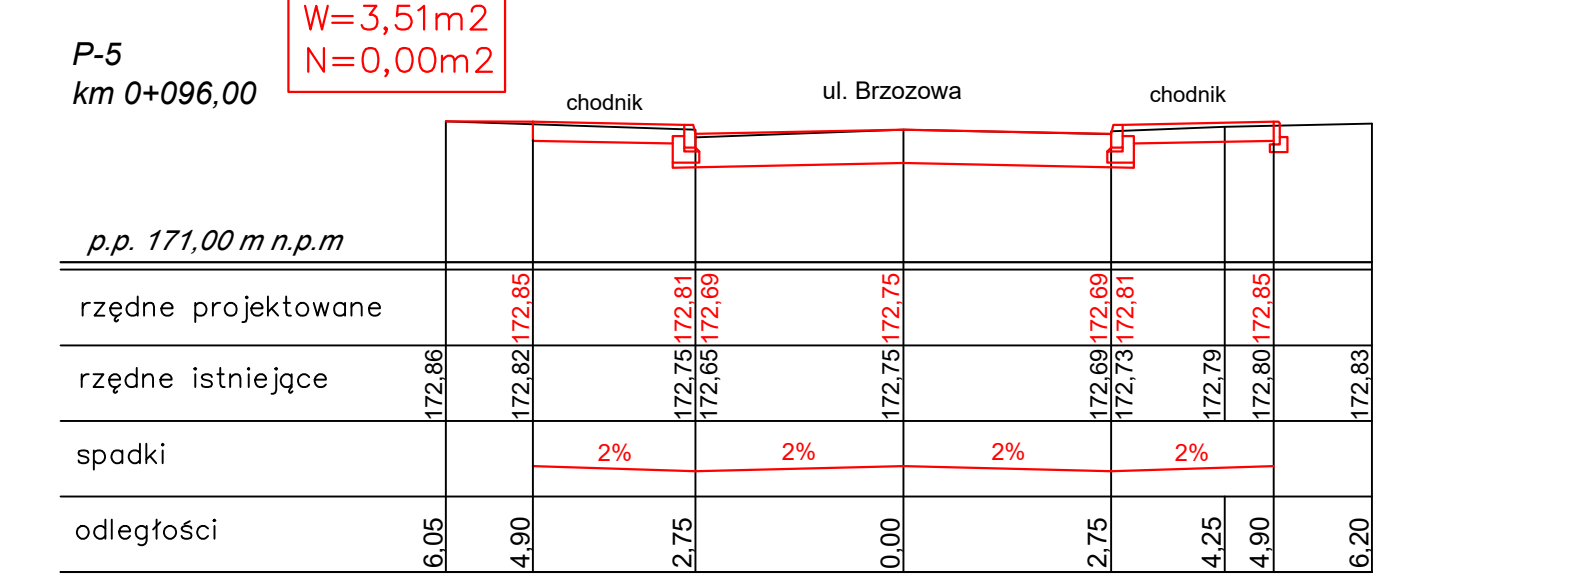 W=3,51m2
N=0,00m2
P-5
km 0+096,00
chodnik
ul. Brzozowa
chodnik
p.p. 171,00 m n.p.m
rzędne projektowane
172,85
172,81
172,69
172,75
172,69
172,81
172,85
rzędne istniejące
172,86
172,82
172,75
172,65
172,75
172,69
172,73
172,79
172,80
172,83
spadki
2%
2%
2%
2%
odległości
6,05
4,90
2,75
0,00
2,75
4,25
4,90
6,20